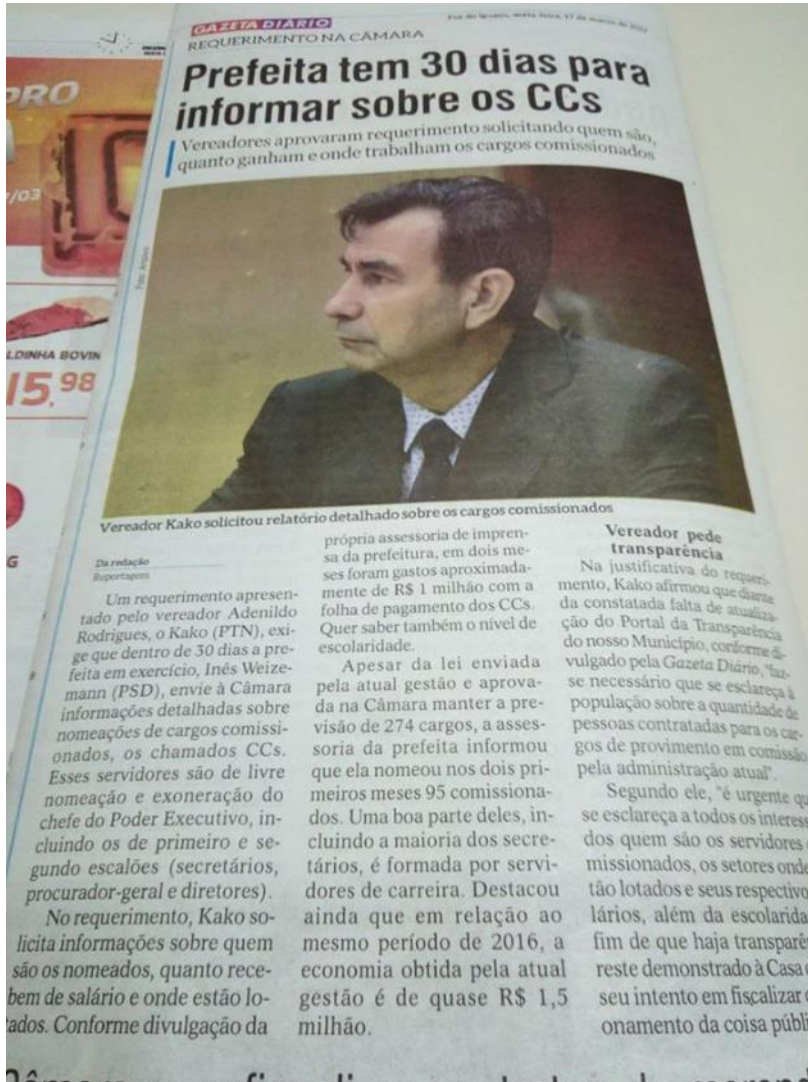 GAZETA DIÁRIO
Foz do Iguaçu, sexta-feira, 17 de março de 2017
REQUERIMENTO NA CÂMARA
Prefeita tem 30 dias para
informar sobre os CCs
Vereadores aprovaram requerimento solicitando quem são,
quanto ganham e onde trabalham os cargos comissionados
Foto: Arquivo
Vereador Kako solicitou relatório detalhado sobre os cargos comissionados
Da redação
Reportagem
Um requerimento apresen-
tado pelo vereador Adenildo
Rodrigues, o Kako (PTN), exi-
ge que dentro de 30 dias a pre-
feita em exercício, Inês Weize-
mann (PSD), envie à Câmara
informações detalhadas sobre
nomeações de cargos comissi-
onados, os chamados CCs.
Esses servidores são de livre
nomeação e exoneração do
chefe do Poder Executivo, in-
cluindo os de primeiro e se-
gundo escalões (secretários,
procurador-geral e diretores).
No requerimento, Kako so-
licita informações sobre quem
são os nomeados, quanto rece-
bem de salário e onde estão lo-
tados. Conforme divulgação da
própria assessoria de impren-
sa da prefeitura, em dois me-
ses foram gastos aproximada-
mente de R$ 1 milhão com a
folha de pagamento dos CCs.
Quer saber também o nível de
escolaridade.
Apesar da lei enviada
pela atual gestão e aprova-
da na Câmara manter a pre-
visão de 274 cargos, a asses-
soria da prefeita informou
que ela nomeou nos dois pri-
meiros meses 95 comissiona-
dos. Uma boa parte deles, in-
cluindo a maioria dos secre-
tários, é formada por servi-
dores de carreira. Destacou
ainda que em relação ao
mesmo período de 2016, a
economia obtida pela atual
gestão é de quase R$ 1,5
milhão.
Vereador pede
transparência
Na justificativa do requeri-
mento, Kako afirmou que diante
da constatada falta de atualiza-
ção do Portal da Transparência
do nosso Município, conforme di-
vulgado pela Gazeta Diário, "faz-
se necessário que se esclareça à
população sobre a quantidade de
pessoas contratadas para os car-
gos de provimento em comissão
pela administração atual".
Segundo ele, "é urgente qu
se esclareça a todos os interess
dos quem são os servidores
missionados, os setores onde
tão lotados e seus respectivo
lários, além da escolarida
fim de que haja transparê
reste demonstrado à Casa
seu intento em fiscalizar
onamento da coisa públi
PRO
/03
LDINHA BOVIN
15,98
G